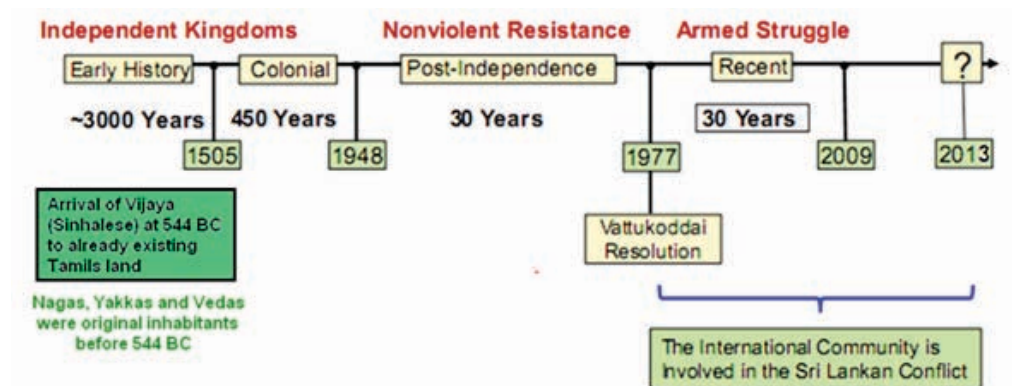 Independent Kingdoms
Nonviolent Resistance
Armed Struggle
Early History
Colonial
Post-Independence
Recent
?
~3000 Years
450 Years
30 Years
30 Years
1505
1948
1977
2009
2013
Arrival of Vijaya
(Sinhalese) at 544 BC
to already existing
Tamils land
Vattukoddai
Resolution
Nagas, Yakkas and Vedas
were original inhabitants
before 544 BC
The International Community is
Involved in the Sri Lankan Conflict